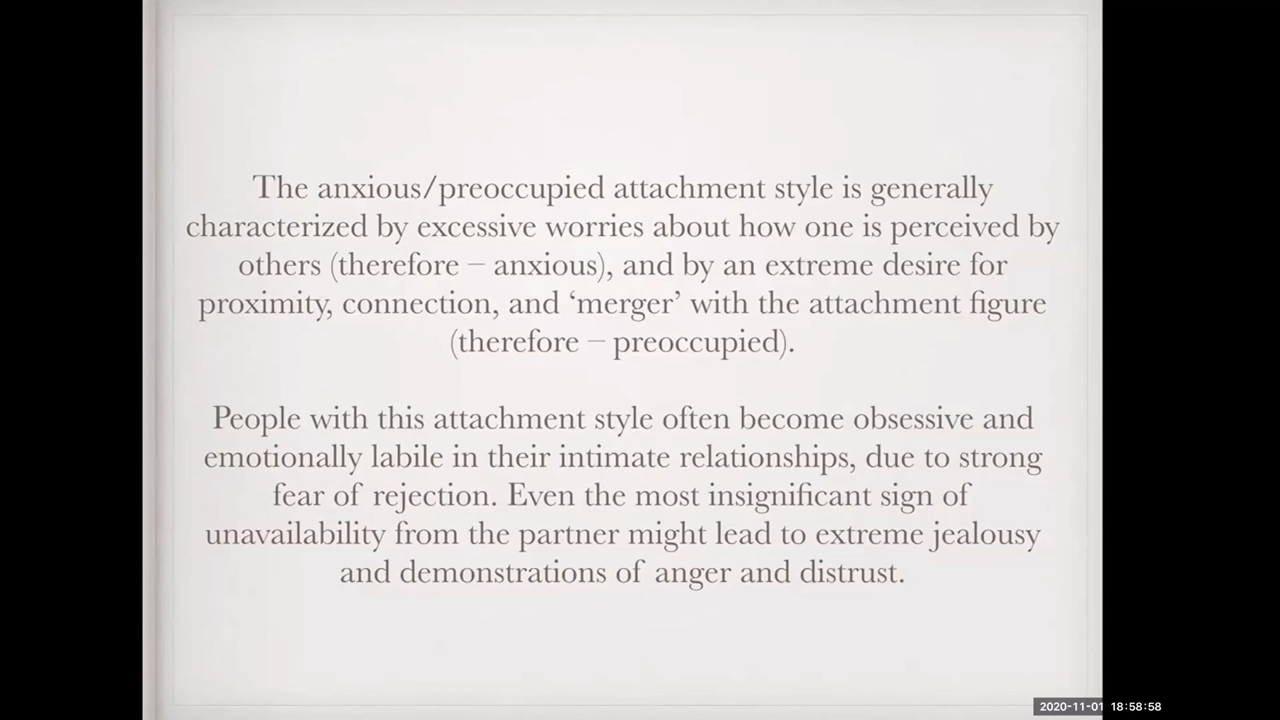 The anxious/preoccupied attachment style is generally
characterized by excessive worries about how one is perceived by
others (therefore – anxious), and by an extreme desire for
proximity, connection, and ‘merger’ with the attachment figure
(therefore – preoccupied).
People with this attachment style often become obsessive and
emotionally labile in their intimate relationships, due to strong
fear of rejection. Even the most insignificant sign of
unavailability from the partner might lead to extreme jealousy
and demonstrations of anger and distrust.
2020-11-01 18:58:58